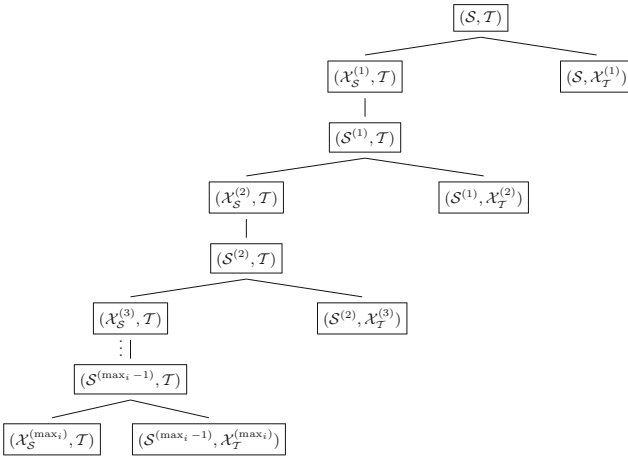 (𝒮, 𝒯)
(𝒳_𝒮^(1), 𝒯) (𝒮, 𝒳_𝒯^(1))
(𝒮^(1), 𝒯)
(𝒳_𝒮^(2), 𝒯) (𝒮^(1), 𝒳_𝒯^(2))
(𝒮^(2), 𝒯)
(𝒳_𝒮^(3), 𝒯) (𝒮^(2), 𝒳_𝒯^(3))
⋮
(𝒮^(max_i −1), 𝒯)
(𝒳_𝒮^(max_i), 𝒯) (𝒮^(max_i −1), 𝒳_𝒯^(max_i))